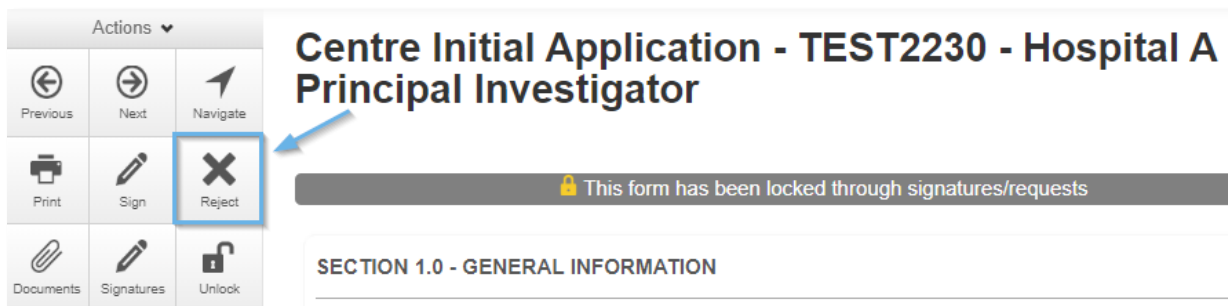 Actions
Previous
Next
Navigate
Print
Sign
Reject
Documents
Signatures
Unlock
Centre Initial Application - TEST2230 - Hospital A
Principal Investigator
This form has been locked through signatures/requests
SECTION 1.0 - GENERAL INFORMATION